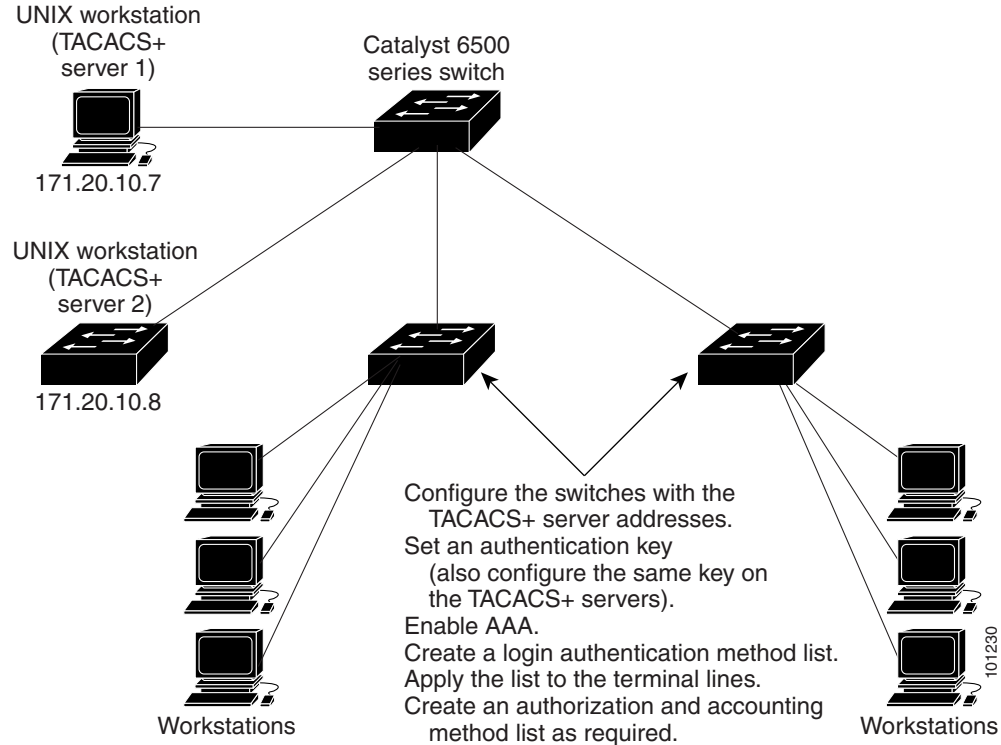 UNIX workstation
(TACACS+
server 1)
Catalyst 6500
series switch
171.20.10.7
UNIX workstation
(TACACS+
server 2)
171.20.10.8
Configure the switches with the
TACACS+ server addresses.
Set an authentication key
(also configure the same key on
the TACACS+ servers).
Enable AAA.
Create a login authentication method list.
Apply the list to the terminal lines.
Create an authorization and accounting
method list as required.
Workstations
Workstations
101230